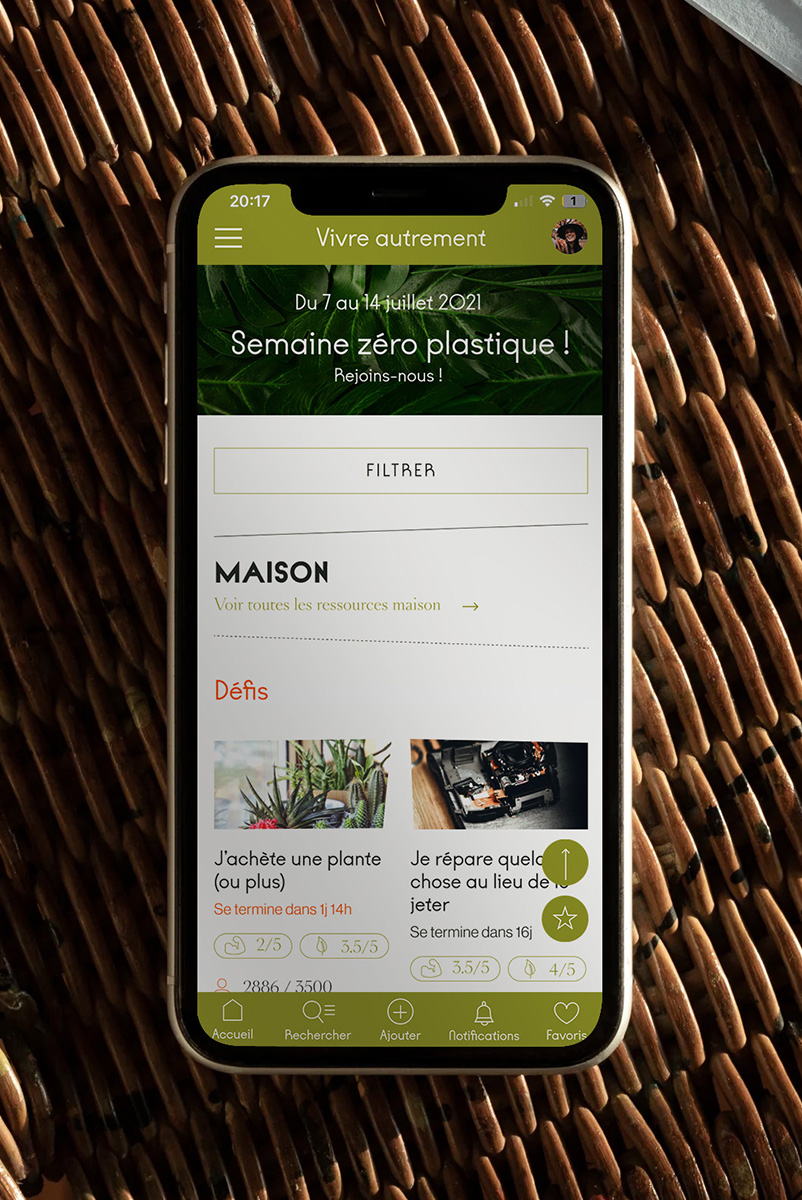 20:17
1
Vivre autrement
Du 7 au 14 juillet 2021
Semaine zéro plastique !
Rejoins-nous !
FILTRER
MAISON
Voir toutes les ressources maison →
Défis
J'achète une plante
(ou plus)
Se termine dans 1j 14h
2/5 3.5/5
2886 / 3500
Je répare
chose au lieu de
jeter
Se termine dans 16j
3.5/5 4/5
Accueil
Rechercher
Ajouter
Notifications
Favoris